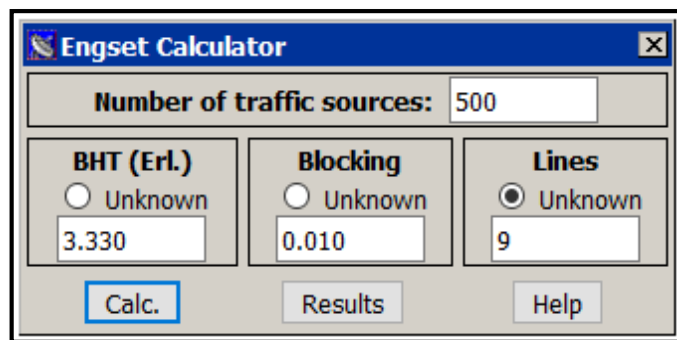 Engset Calculator
Number of traffic sources: 500
BHT (Erl.) Blocking Lines
Unknown Unknown Unknown
3.330 0.010 9
Calc. Results Help